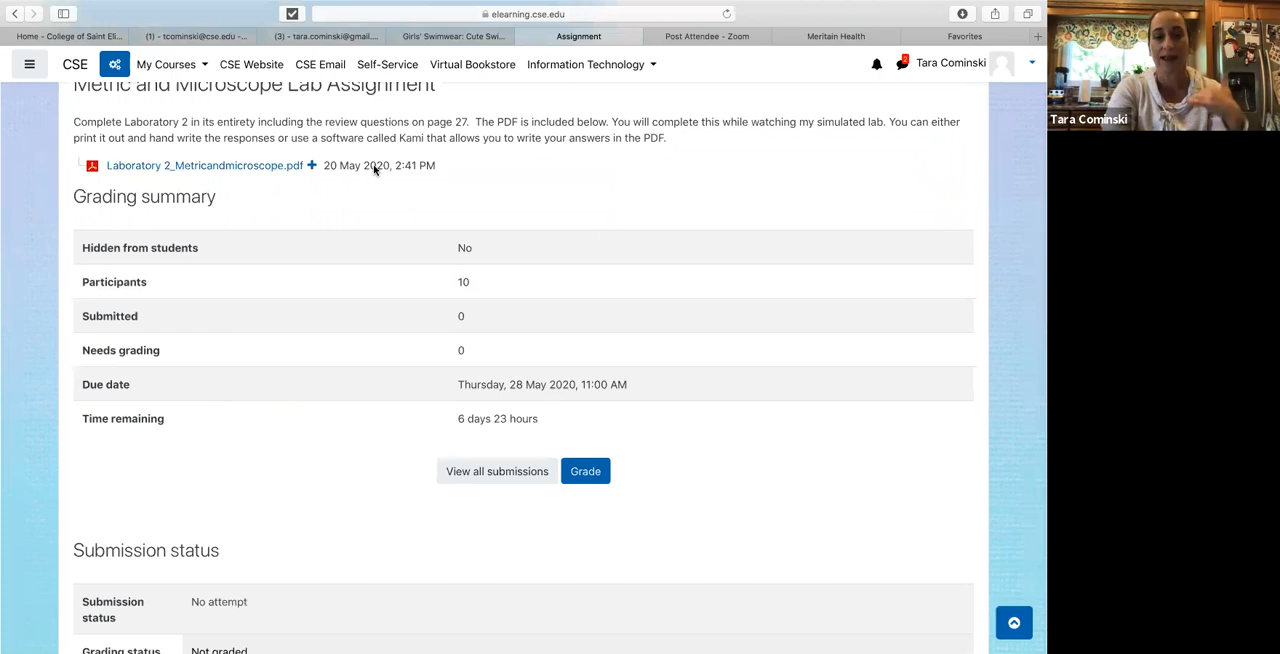 elearning.cse.edu
Home - College of Saint Eli...
(1) - tcominski@cse.edu -...
(3) - tara.cominski@gmail....
Girls' Swimwear: Cute Swi...
Assignment
Post Attendee - Zoom
Meritain Health
Favorites
CSE
My Courses
CSE Website
CSE Email
Self-Service
Virtual Bookstore
Information Technology
2
Tara Cominski
Tara Cominski
Metric and Microscope Lab Assignment
Complete Laboratory 2 in its entirety including the review questions on page 27. The PDF is included below. You will complete this while watching my simulated lab. You can either
print it out and hand write the responses or use a software called Kami that allows you to write your answers in the PDF.
Laboratory 2_Metricandmicroscope.pdf 20 May 2020, 2:41 PM
Grading summary
Hidden from students No
Participants 10
Submitted 0
Needs grading 0
Due date Thursday, 28 May 2020, 11:00 AM
Time remaining 6 days 23 hours
View all submissions Grade
Submission status
Submission No attempt
status
Grading status Not graded